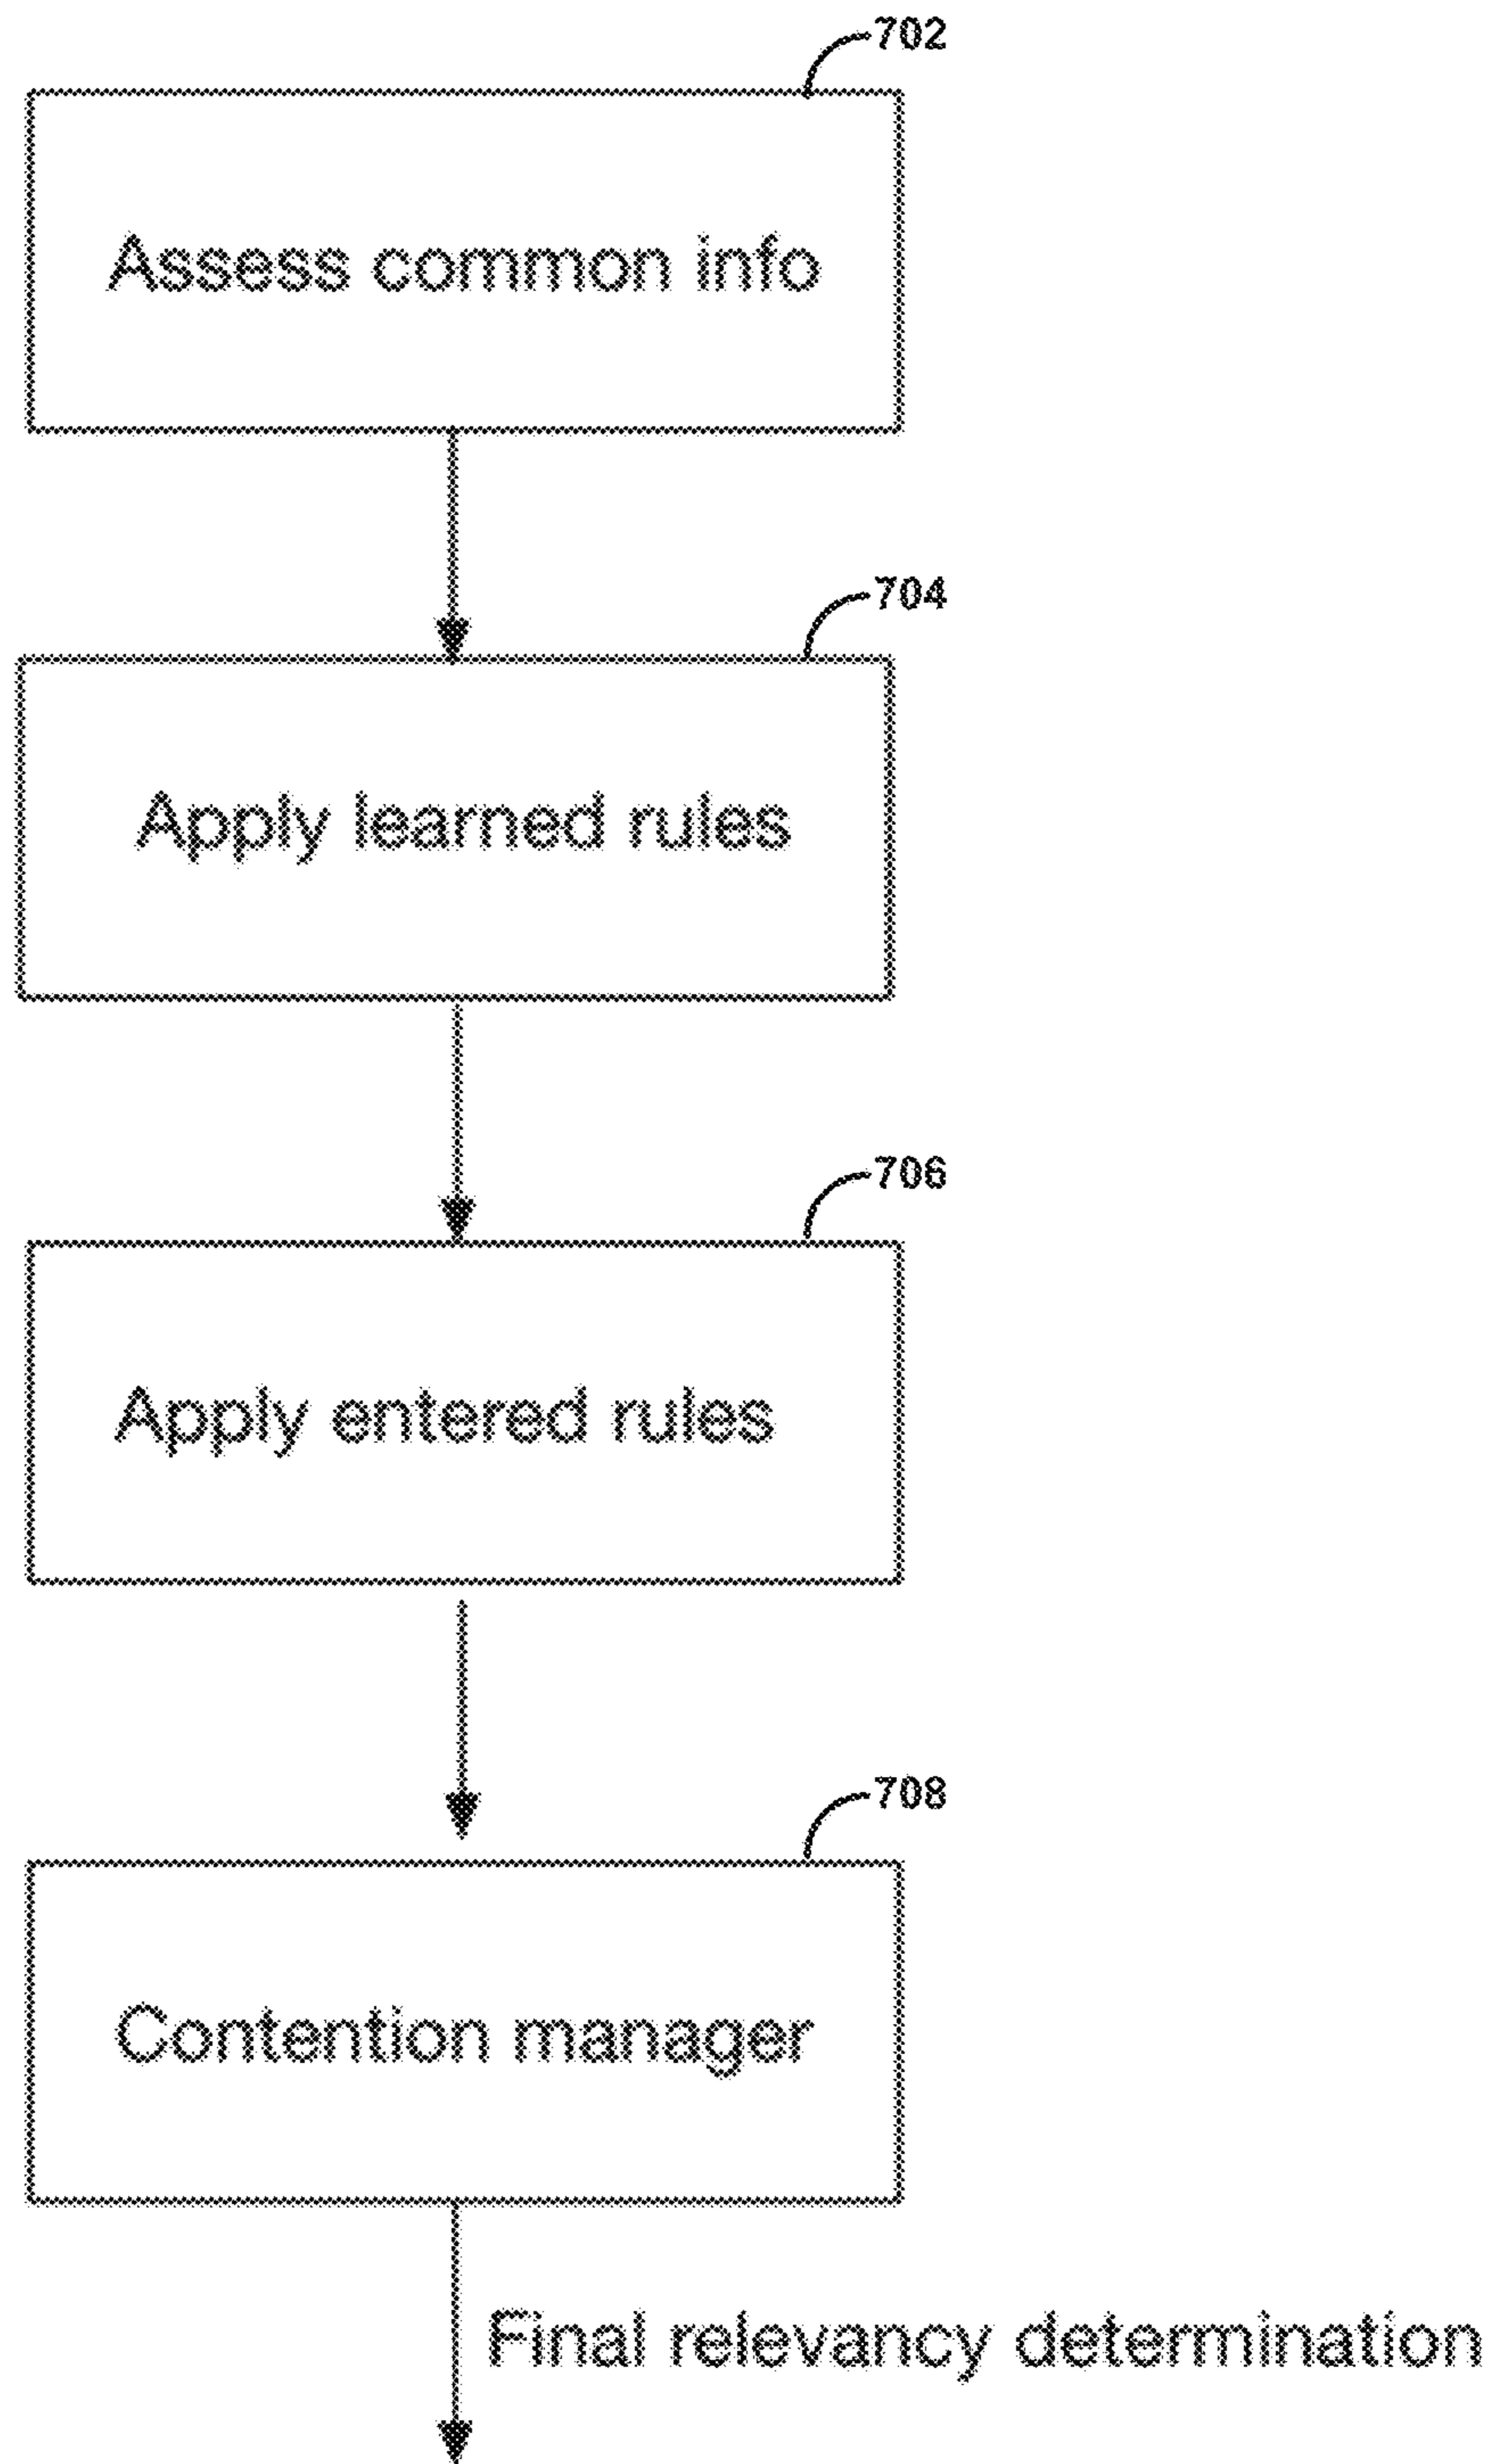 702
Assess common info
704
Apply learned rules
706
Apply entered rules
708
Contention manager
Final relevancy determination